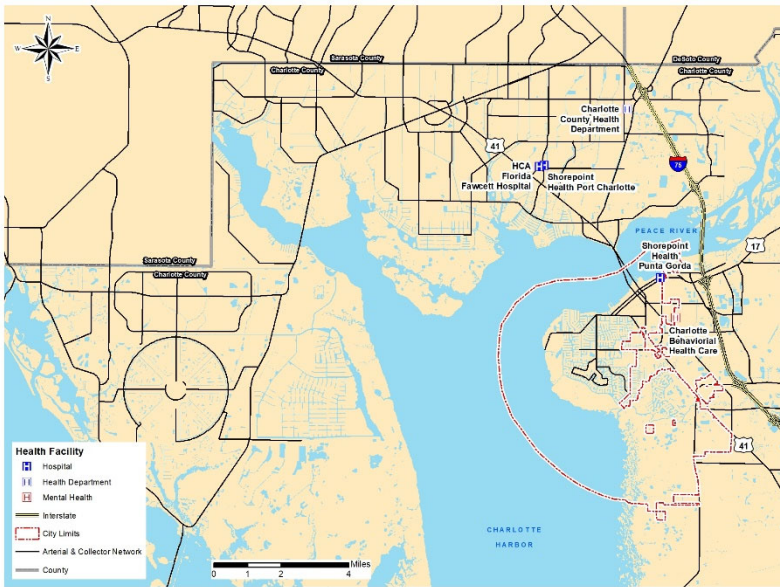 N
W E
S
Sarasota County
Charlotte County
DeSoto County
Charlotte County
Charlotte
County Health
Department
41
HCA
Florida
Fawcett Hospital
Shorepoint
Health Port Charlotte
75
PEACE RIVER
17
Shorepoint
Health
Punta Gorda
Sarasota County
Charlotte County
Charlotte
Behaviorial
Health Care
41
CHARLOTTE
HARBOR
Health Facility
Hospital
Health Department
Mental Health
Interstate
City Limits
Arterial & Collector Network
County
Miles
0 1 2 4